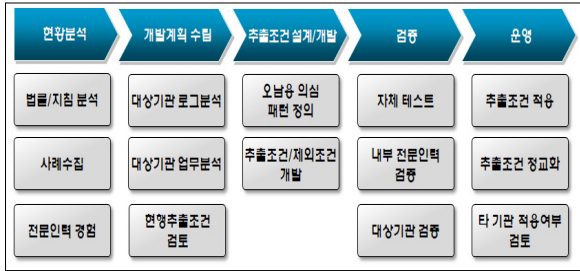 현황분석
개발계획 수립
추출조건 설계/개발
검증
운영
법률/지침 분석
대상기관 로그분석
오남용 의심
패턴 정의
자체 테스트
추출조건 적용
사례수집
대상기관 업무분석
추출조건/제외조건
개발
내부 전문인력
검증
추출조건 정교화
전문인력 경험
현행추출조건
검토
대상기관 검증
타 기관 적용여부
검토